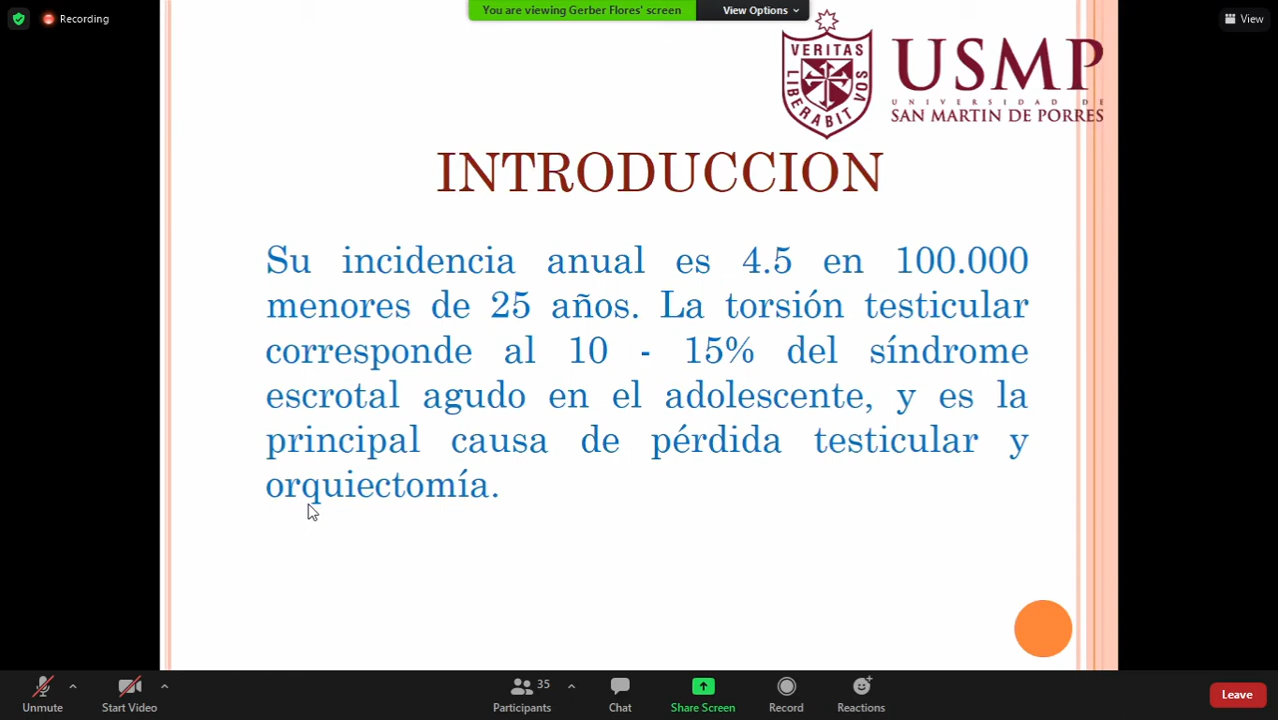 Recording
You are viewing Gerber Flores' screen
View Options
View
VERITAS
LIBERABIT VOS
USMP
UNIVERSIDAD DE
SAN MARTIN DE PORRES
INTRODUCCION
Su incidencia anual es 4.5 en 100.000
menores de 25 años. La torsión testicular
corresponde al 10 - 15% del síndrome
escrotal agudo en el adolescente, y es la
principal causa de pérdida testicular y
orquiectomía.
Unmute
Start Video
35
Participants
Chat
Share Screen
Record
Reactions
Leave